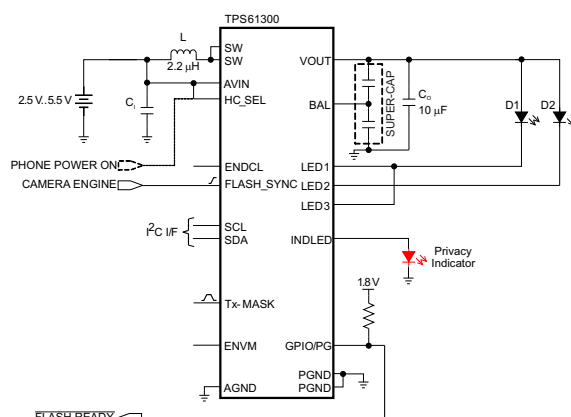 TPS61300
L
2.2 µH
SW
SW
AVIN
HC_SEL
2.5 V..5.5 V
CI
PHONE POWER ON
CAMERA ENGINE
ENDCL
FLASH_SYNC
I2C I/F
SCL
SDA
Tx-MASK
ENVM
AGND
VOUT
BAL
SUPER-CAP
CO
10 µF
D1
D2
LED1
LED2
LED3
INDLED
Privacy
Indicator
1.8 V
GPIO/PG
PGND
PGND
FLASH READY